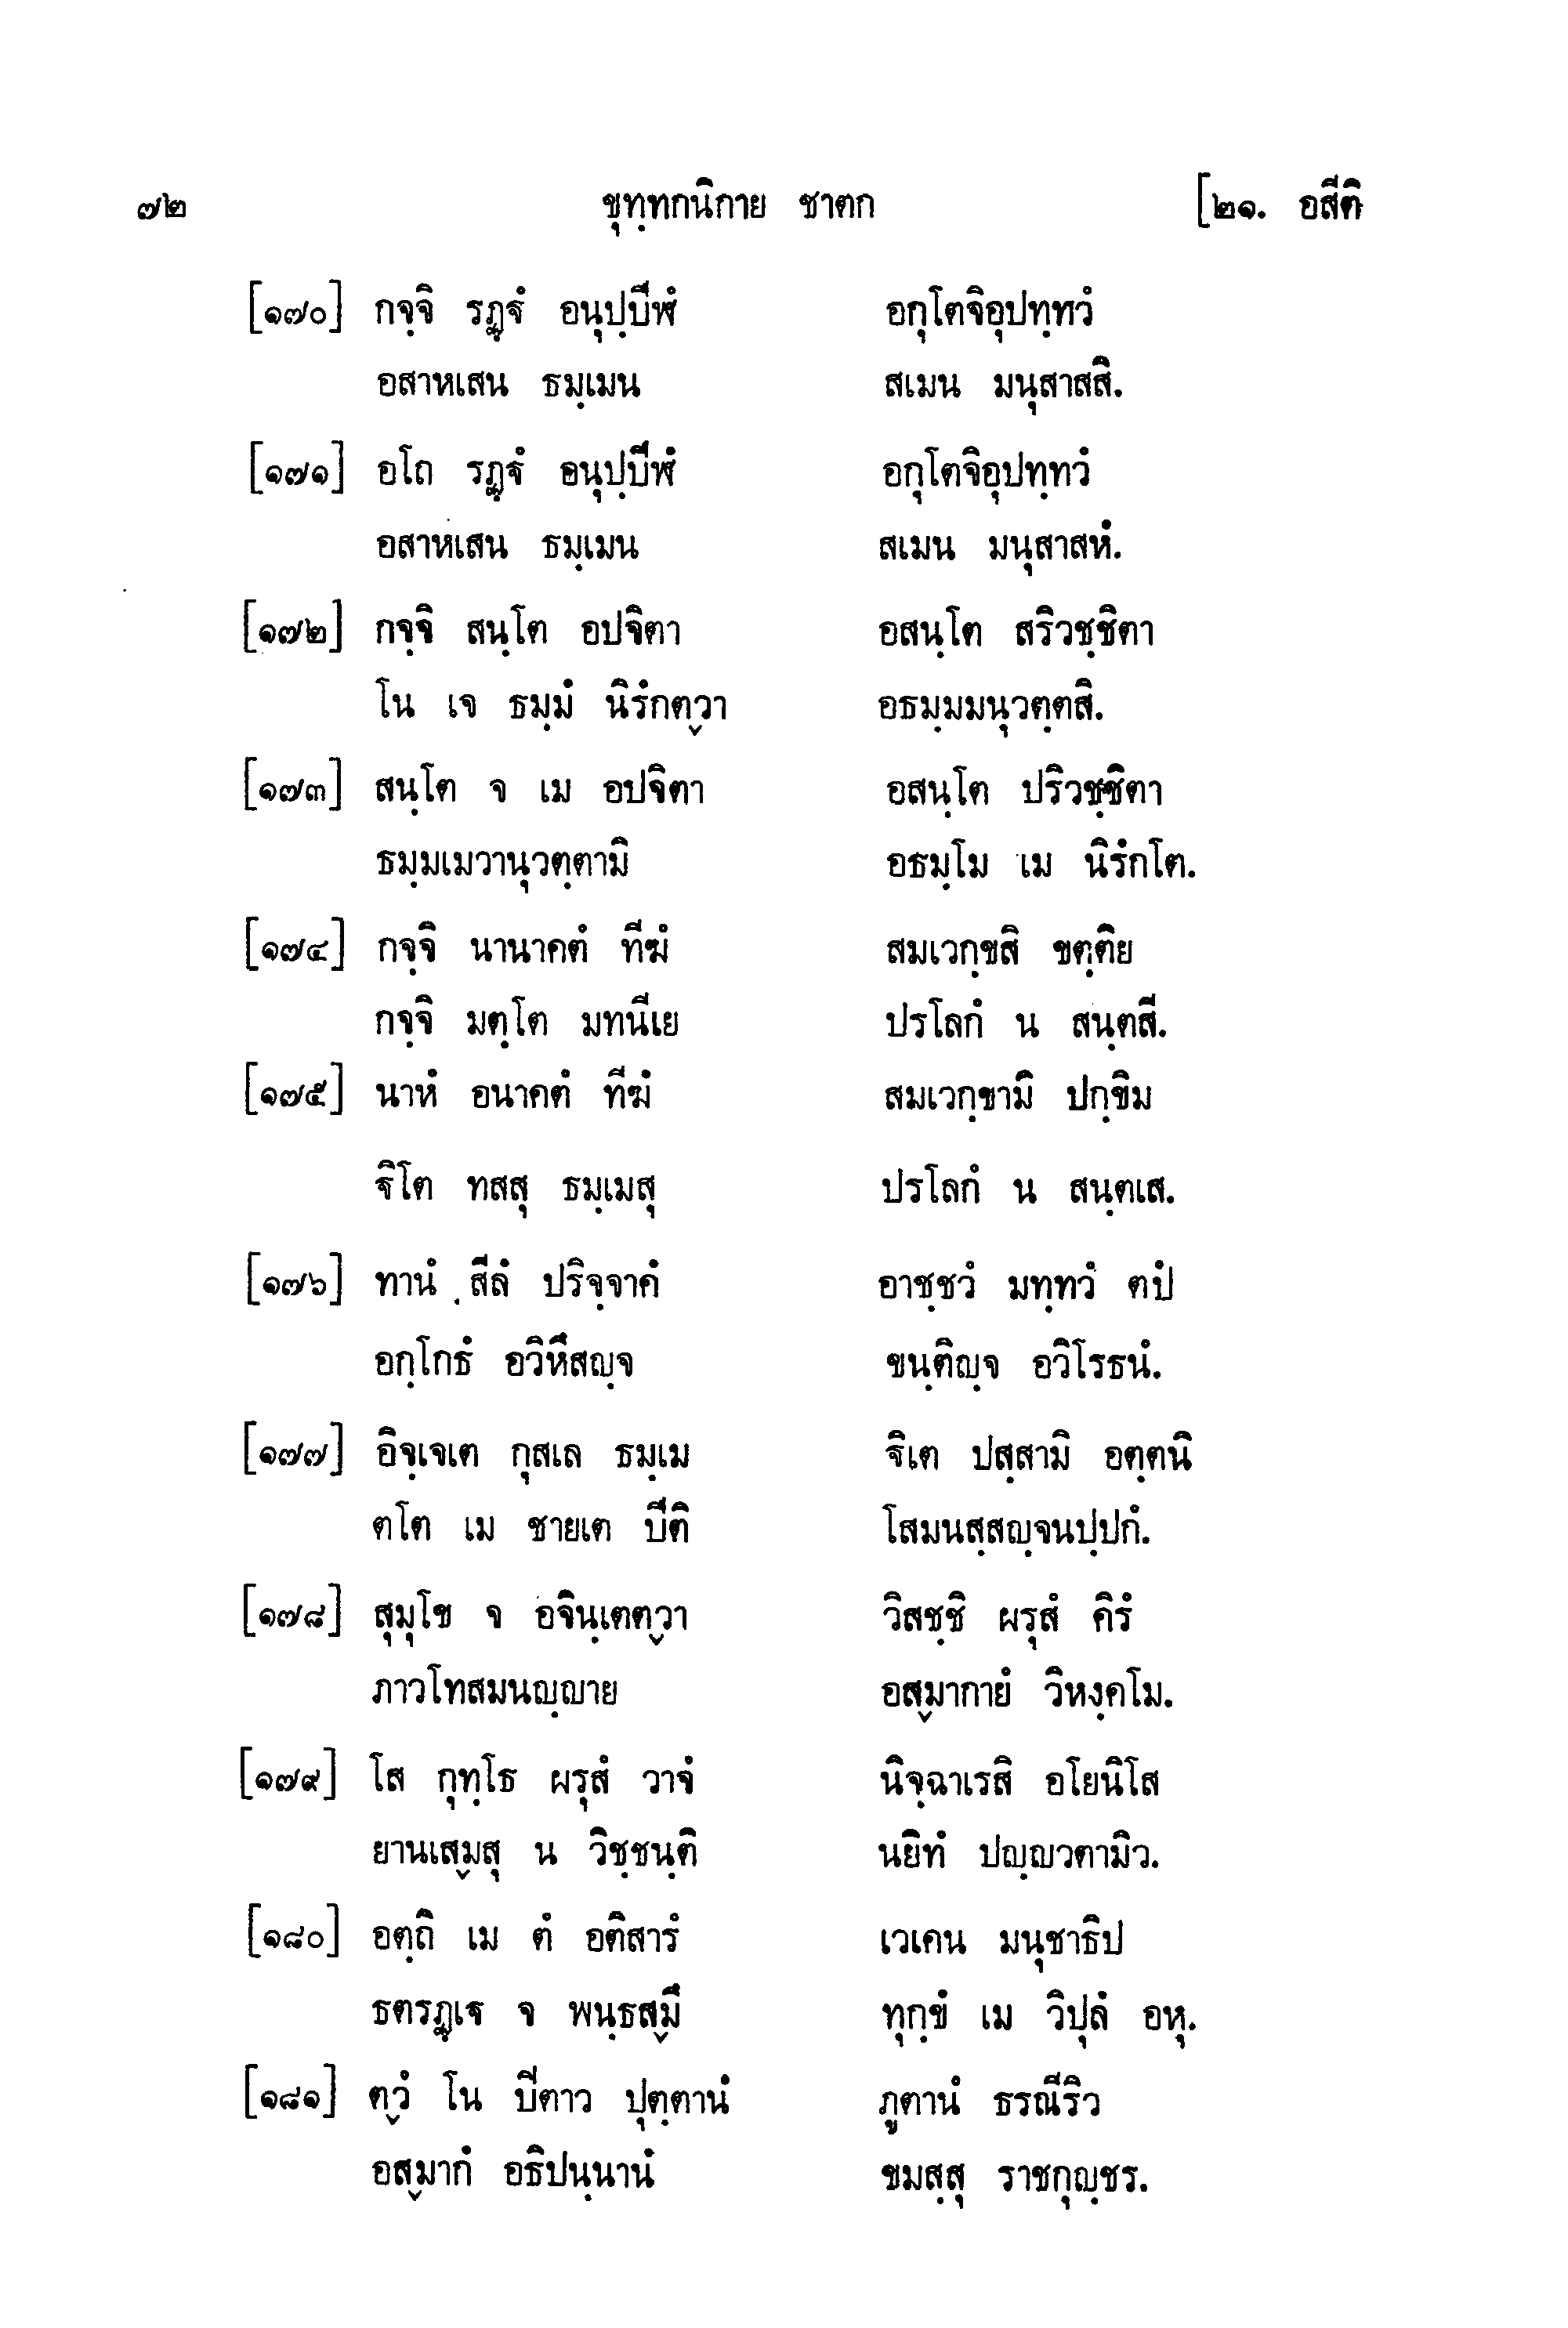 ๗๒ ขุทฺทกนิกาย ชาตก [๒๑. อสีติ
[๑๗๐] กจฺจิ รฏฺฐํ อนุปฺปีฬํ อกุโตจิอุปทฺทวํ
อสาหเสน ธมฺเมน สเมน มนุสาสสิ.
[๑๗๑] อโถ รฏฺฐํ อนุปฺปีฬํ อกุโตจิอุปทฺทวํ
อสาหเสน ธมฺเมน สเมน มนุสาสหํ.
[๑๗๒] กจฺจิ สนฺโต อปจิตา อสนฺโต สริวชฺชิตา
โน เจ ธมฺมํ นิรํกตฺวา อธมฺมมนุวตฺตสิ.
[๑๗๓] สนฺโต จ เม อปจิตา อสนฺโต ปริวชฺชิตา
ธมฺมเมวานุวตฺตามิ อธมฺโม เม นิรํกโต.
[๑๗๔] กจฺจิ นานาคตํ ทีฆํ สมเวกฺขสิ ขตฺติย
กจฺจิ มตฺโต มทนีเย ปรโลกํ น สนฺตสี.
[๑๗๕] นาหํ อนาคตํ ทีฆํ สมเวกฺขามิ ปกฺขิม
ฐิโต ทสสุ ธมฺเมสุ ปรโลกํ น สนฺตเส.
[๑๗๖] ทานํ สีลํ ปริจฺจาคํ อาชฺชวํ มทฺทวํ ตปํ
อกฺโกธํ อวิหึสญฺจ ขนฺติญฺจ อวิโรธนํ.
[๑๗๗] อิจฺเจเต กุสเล ธมฺเม ฐิเต ปสฺสามิ อตฺตนิ
ตโต เม ชายเต ปีติ โสมนสฺสญฺจนปฺปกํ.
[๑๗๘] สุมุโข จ อจินฺเตตฺวา วิสชฺชิ ผรุสํ คิรํ
ภาวโทสมนญฺญาย อสฺมากายํ วิหงฺคโม.
[๑๗๙] โส กุทฺโธ ผรุสํ วาจํ นิจฺฉาเรสิ อโยนิโส
ยานเสฺมสุ น วิชฺชนฺติ นยิทํ ปญฺญวตามิว.
[๑๘๐] อตฺถิ เม ตํ อติสารํ เวเคน มนุชาธิป
ธตรฏฺเฐ จ พนฺธสฺมึ ทุกฺขํ เม วิปุลํ อหุ.
[๑๘๑] ตฺวํ โน ปีตาว ปุตฺตานํ ภูตานํ ธรณีริว
อสฺมากํ อธิปนฺนานํ ขมสฺสุ ราชกุญฺชร.